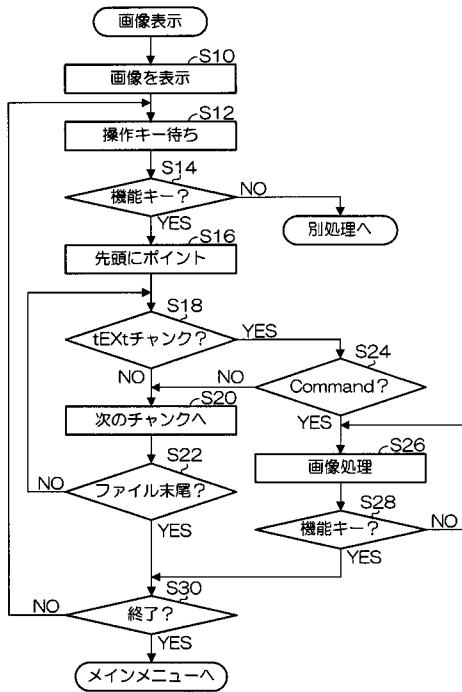 画像表示
S10
画像を表示
S12
操作キー待ち
S14
機能キー?
NO
YES
別処理へ
S16
先頭にポイント
S18
tEXtチャンク?
YES
NO
S24
Command?
NO
YES
S20
次のチャンクへ
S26
画像処理
S22
ファイル末尾?
NO
YES
S28
機能キー?
NO
YES
S30
終了?
NO
YES
メインメニューへ